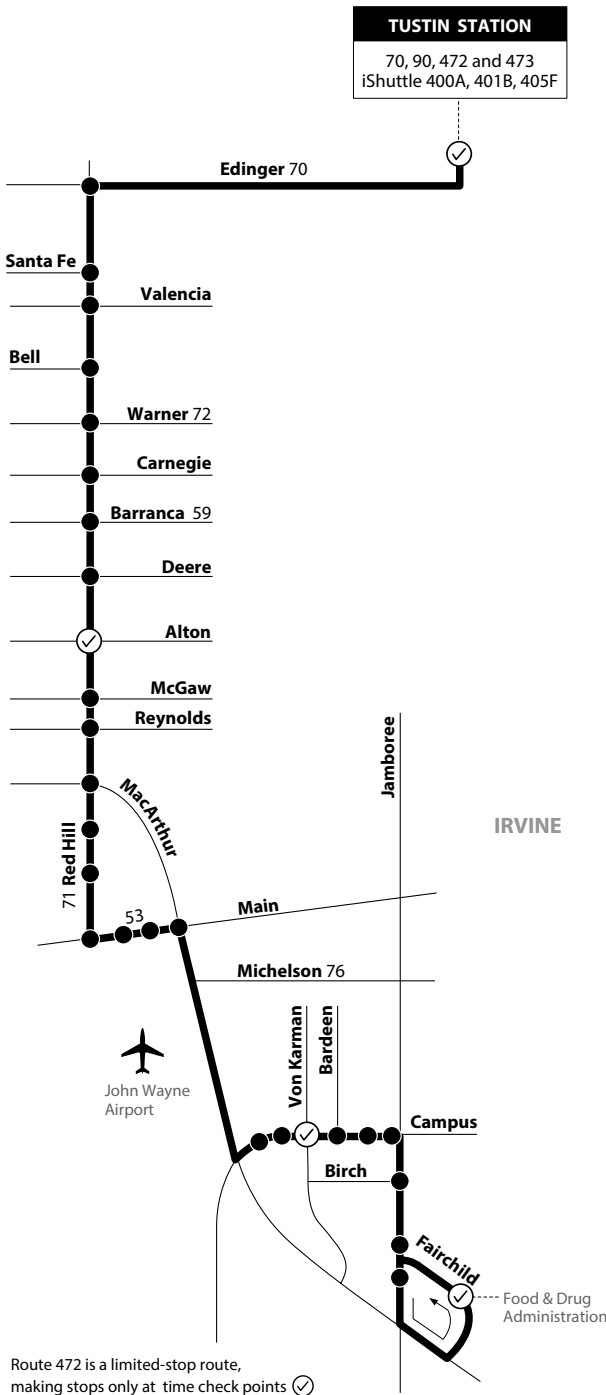 TUSTIN STATION
70, 90, 472 and 473
iShuttle 400A, 401B, 405F
Edinger 70
Santa Fe
Valencia
Bell
Warner 72
Carnegie
Barranca 59
Deere
Alton
McGaw
Reynolds
Jamboree
MacArthur
IRVINE
71 Red Hill
53
Main
Michelson 76
Von Karman
Bardeen
John Wayne
Airport
Campus
Birch
Fairchild
Food & Drug
Administration
Route 472 is a limited-stop route,
making stops only at time check points